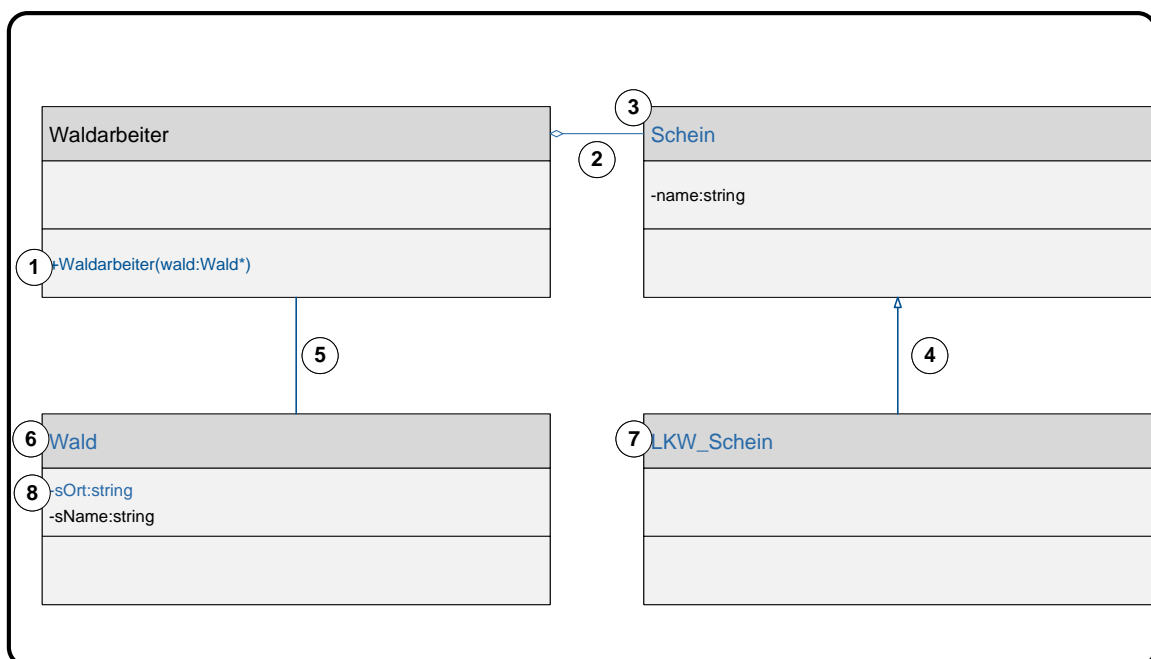 Waldarbeiter
1
+Waldarbeiter(wald:Wald*)
2
3
Schein
-name:string
5
4
6
Wald
8
-sOrt:string
-sName:string
7
LKW_Schein